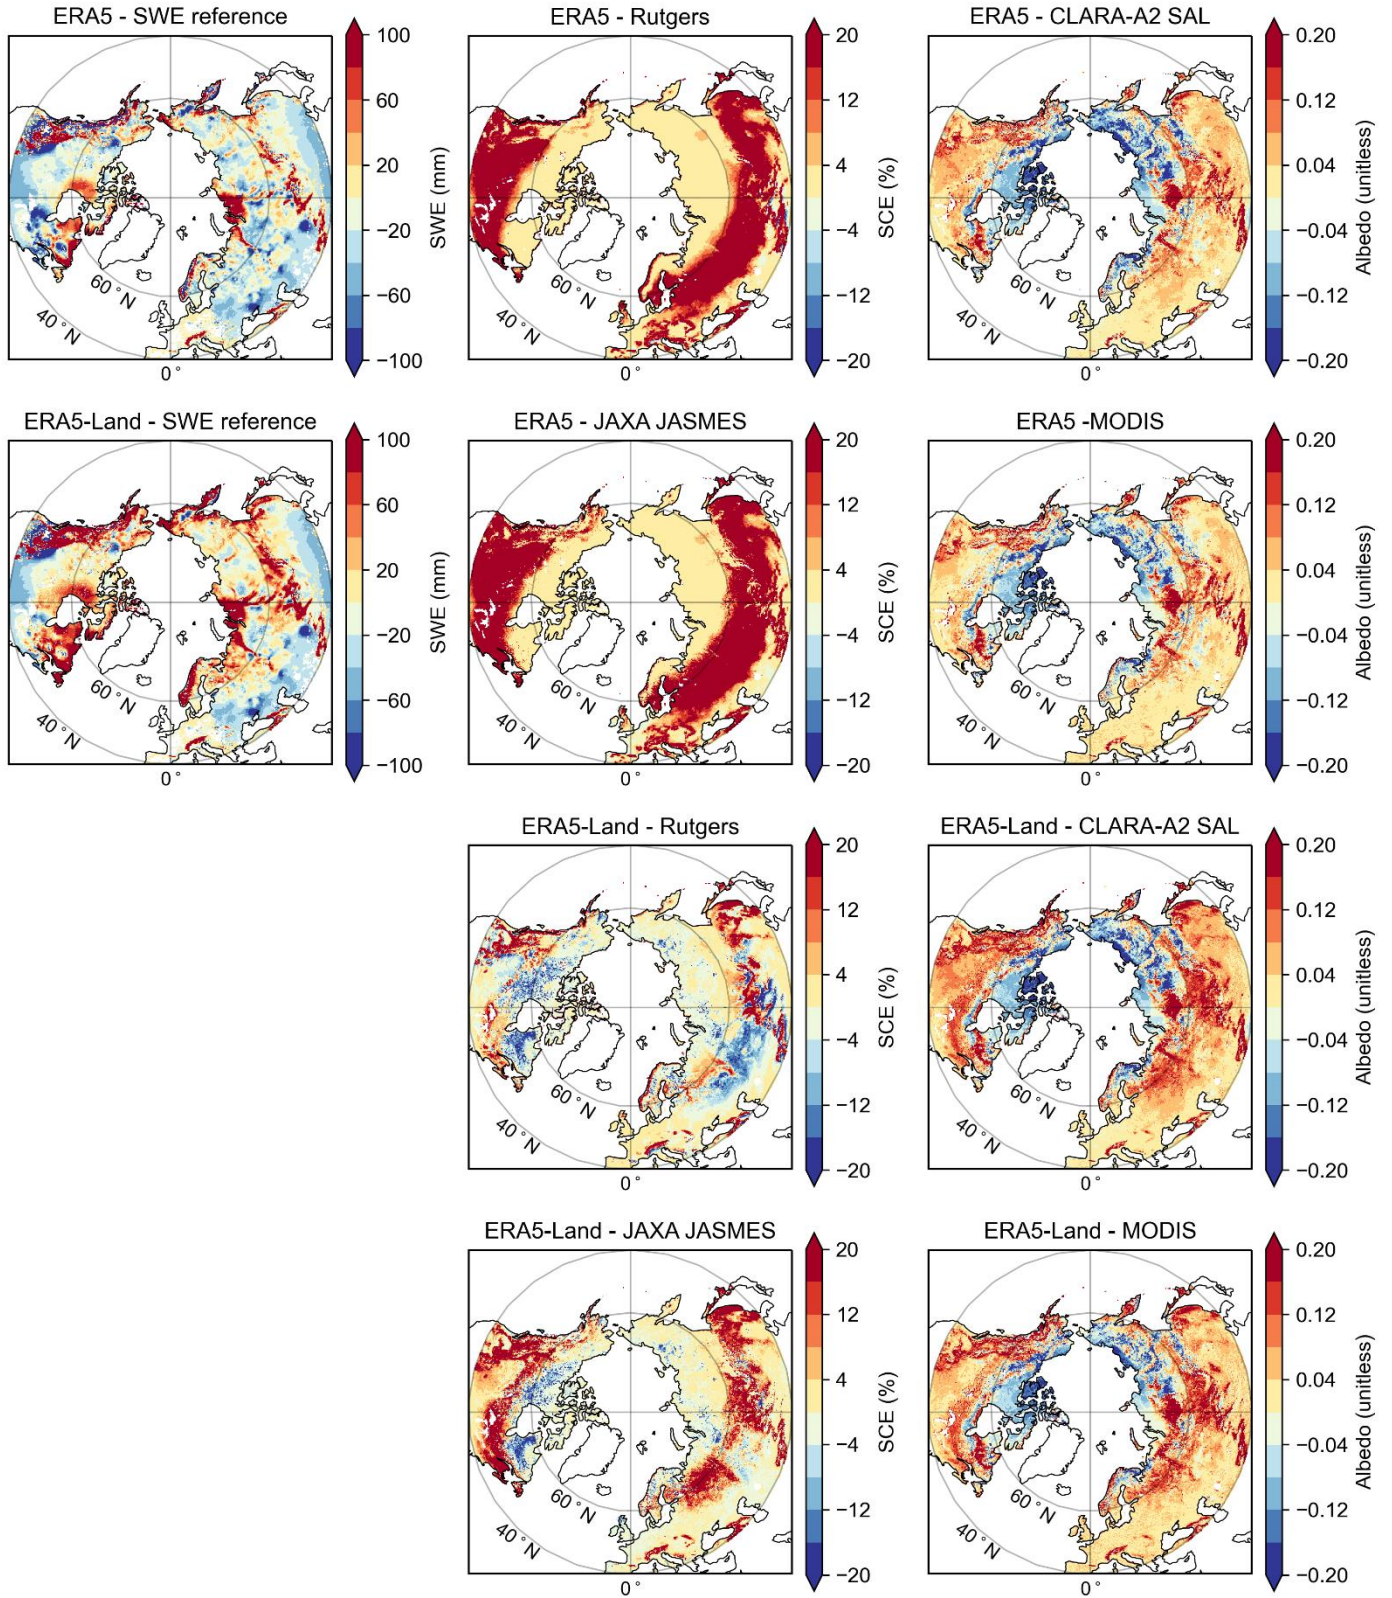 ERA5 - SWE reference
100
60
20
−20
−60
−100
SWE (mm)
60 °N
40 °N
0°
ERA5 - Rutgers
20
12
4
−4
−12
−20
SCE (%)
60 °N
40 °N
0°
ERA5 - CLARA-A2 SAL
0.20
0.12
0.04
−0.04
−0.12
−0.20
Albedo (unitless)
60 °N
40 °N
0°
ERA5-Land - SWE reference
100
60
20
−20
−60
−100
SWE (mm)
60 °N
40 °N
0°
ERA5 - JAXA JASMES
20
12
4
−4
−12
−20
SCE (%)
60 °N
40 °N
0°
ERA5 -MODIS
0.20
0.12
0.04
−0.04
−0.12
−0.20
Albedo (unitless)
60 °N
40 °N
0°
ERA5-Land - Rutgers
20
12
4
−4
−12
−20
SCE (%)
60 °N
40 °N
0°
ERA5-Land - CLARA-A2 SAL
0.20
0.12
0.04
−0.04
−0.12
−0.20
Albedo (unitless)
60 °N
40 °N
0°
ERA5-Land - JAXA JASMES
20
12
4
−4
−12
−20
SCE (%)
60 °N
40 °N
0°
ERA5-Land - MODIS
0.20
0.12
0.04
−0.04
−0.12
−0.20
Albedo (unitless)
60 °N
40 °N
0°